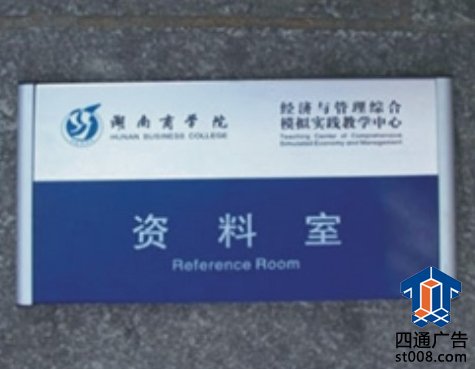 湖南商学院
HUNAN BUSINESS COLLEGE
经济与管理综合
模拟实践教学中心
Teaching Center of Comprehensive
Simulated Economy and Management
资料室
Reference Room
四通广告
st008.com